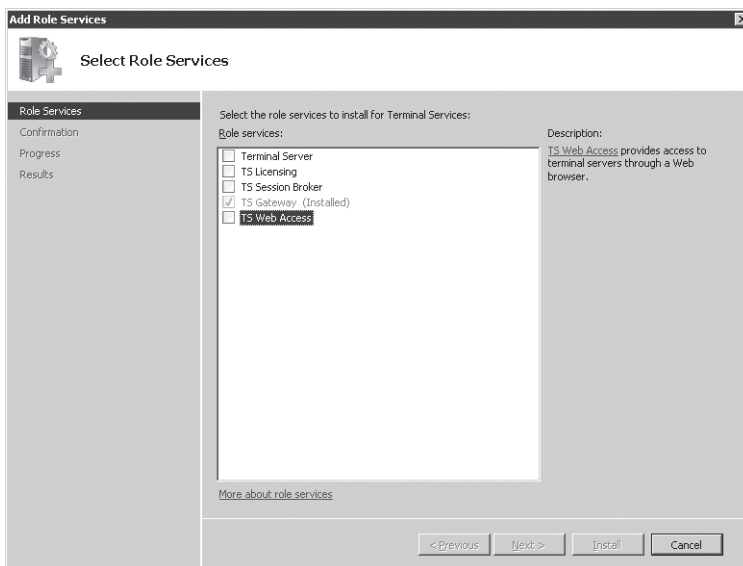 Add Role Services
Select Role Services
Role Services
Confirmation
Progress
Results
Select the role services to install for Terminal Services:
Role services:
Terminal Server
TS Licensing
TS Session Broker
TS Gateway (Installed)
TS Web Access
More about role services
Description:
TS Web Access provides access to
terminal servers through a Web
browser.
< Previous
Next >
Install
Cancel